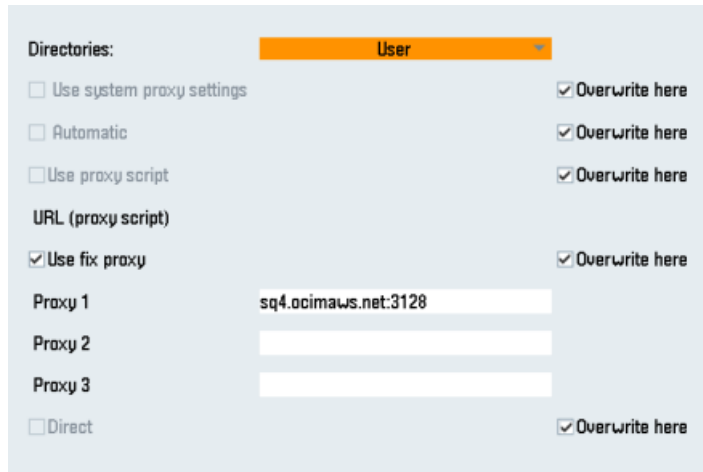 Directories: User
Use system proxy settings Overwrite here
Automatic Overwrite here
Use proxy script Overwrite here
URL (proxy script)
Use fix proxy Overwrite here
Proxy 1 sq4.ocimaws.net:3128
Proxy 2
Proxy 3
Direct Overwrite here